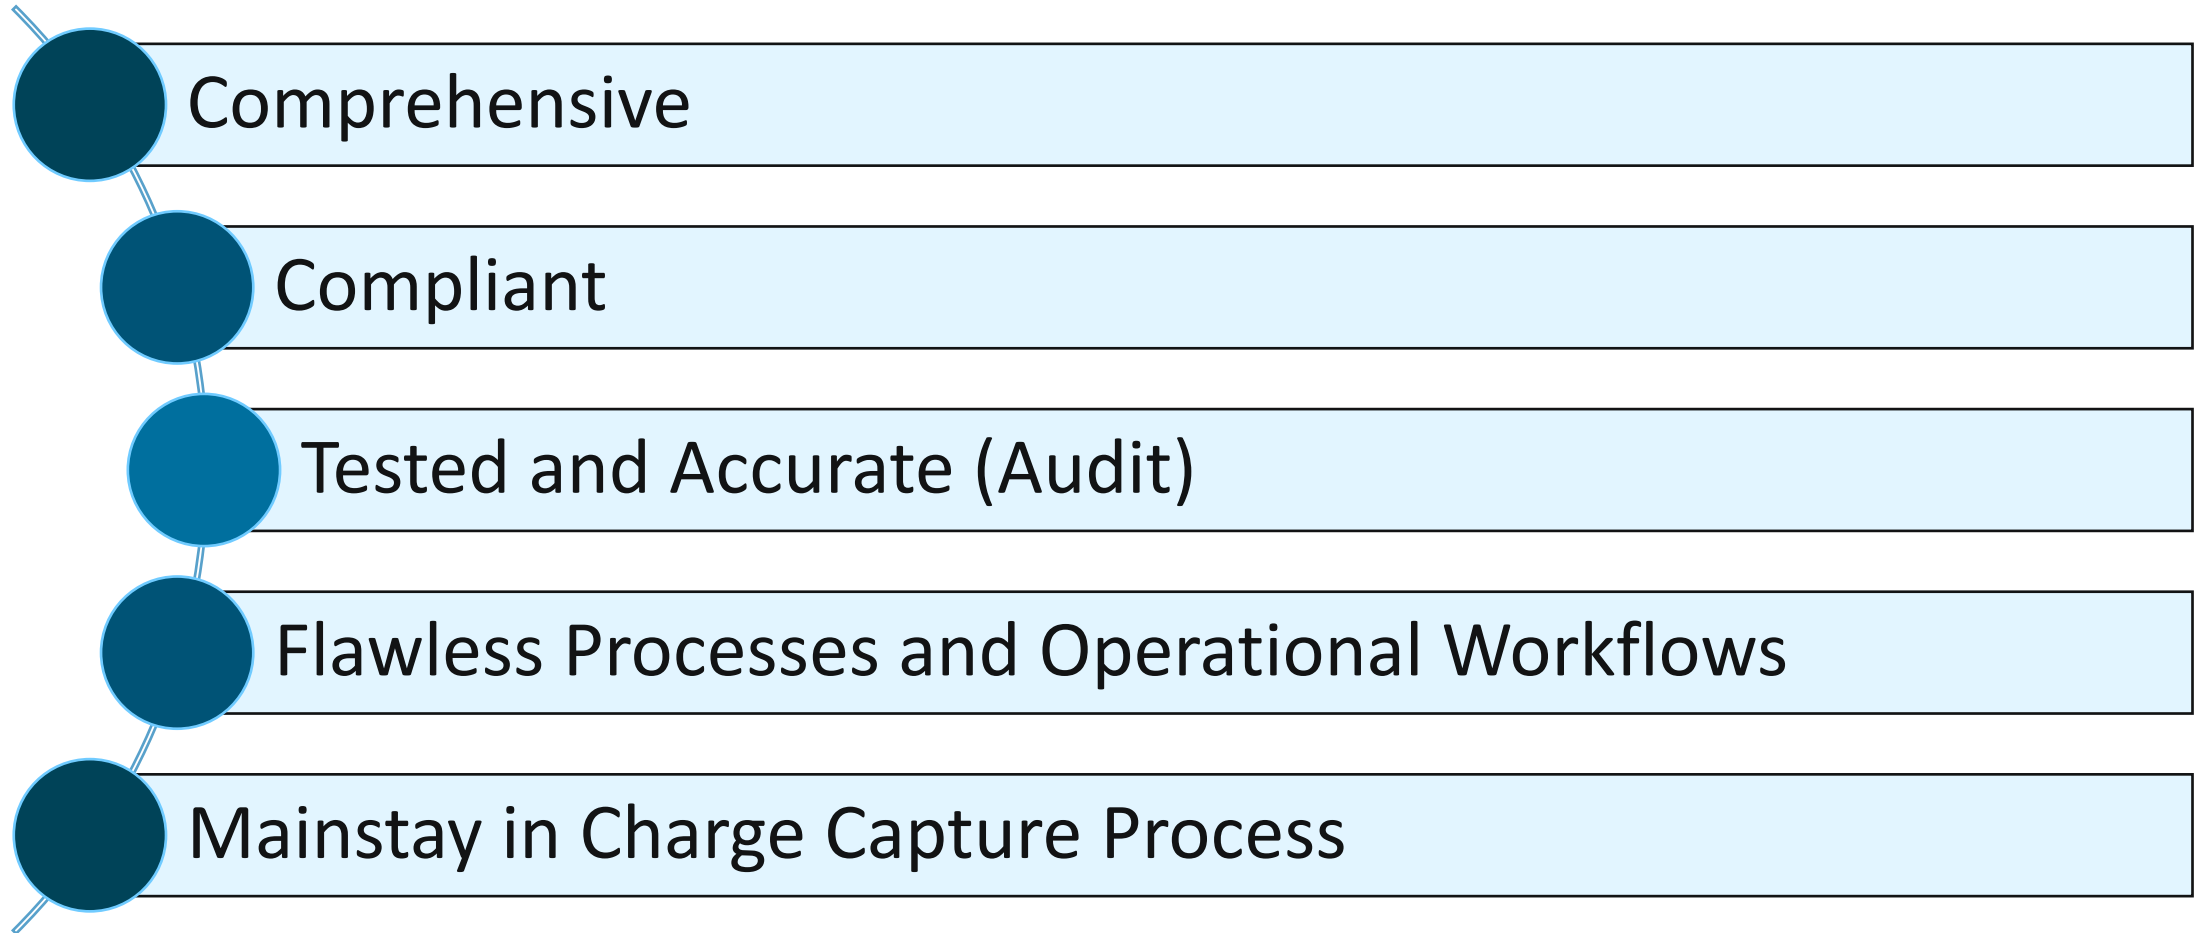 Comprehensive
Compliant
Tested and Accurate (Audit)
Flawless Processes and Operational Workflows
Mainstay in Charge Capture Process